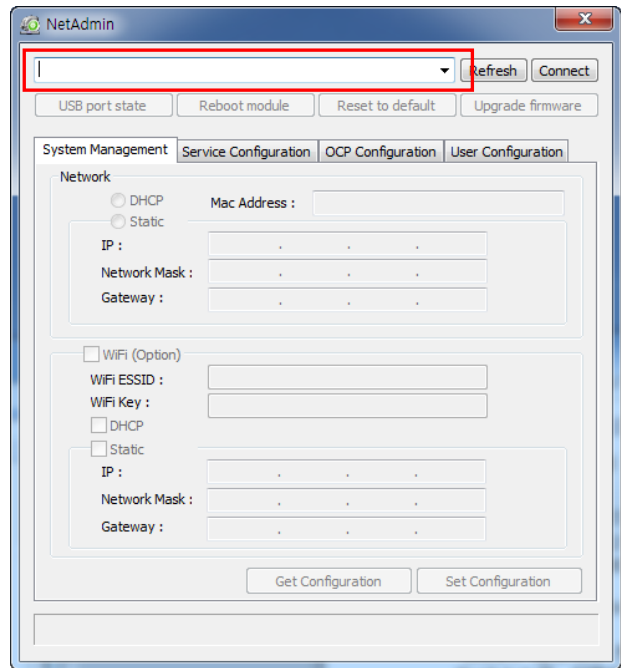 NetAdmin
Refresh Connect
USB port state Reboot module Reset to default Upgrade firmware
System Management Service Configuration OCP Configuration User Configuration
Network
DHCP Mac Address :
Static
IP : . . .
Network Mask : . . .
Gateway : . . .
WiFi (Option)
WiFi ESSID :
WiFi Key :
DHCP
Static
IP : . . .
Network Mask : . . .
Gateway : . . .
Get Configuration Set Configuration